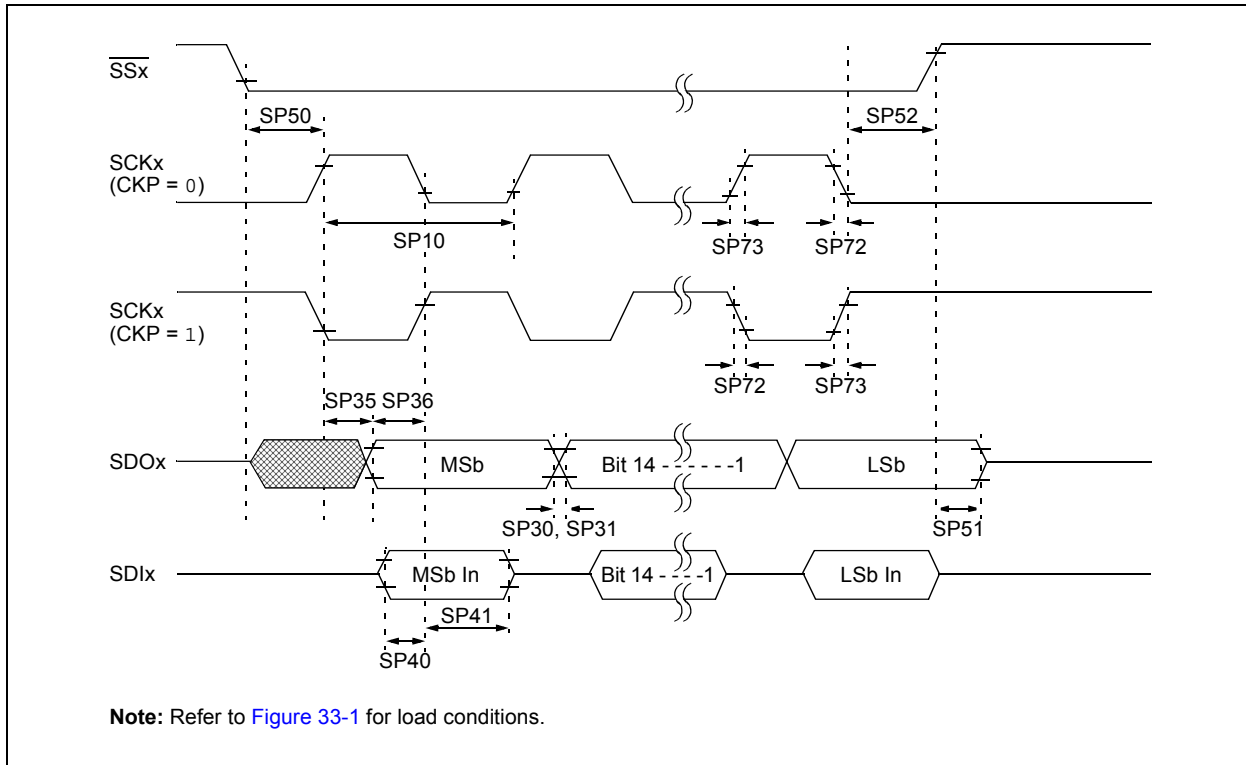 SSx
SP50
SP52
SCKx
(CKP = 0)
SP10
SP73
SP72
SCKx
(CKP = 1)
SP72
SP73
SP35 SP36
SDOx
MSb
Bit 14 - - - - - -1
LSb
SP30, SP31
SP51
SDIx
MSb In
Bit 14 - - - - -1
LSb In
SP41
SP40
Note: Refer to Figure 33-1 for load conditions.